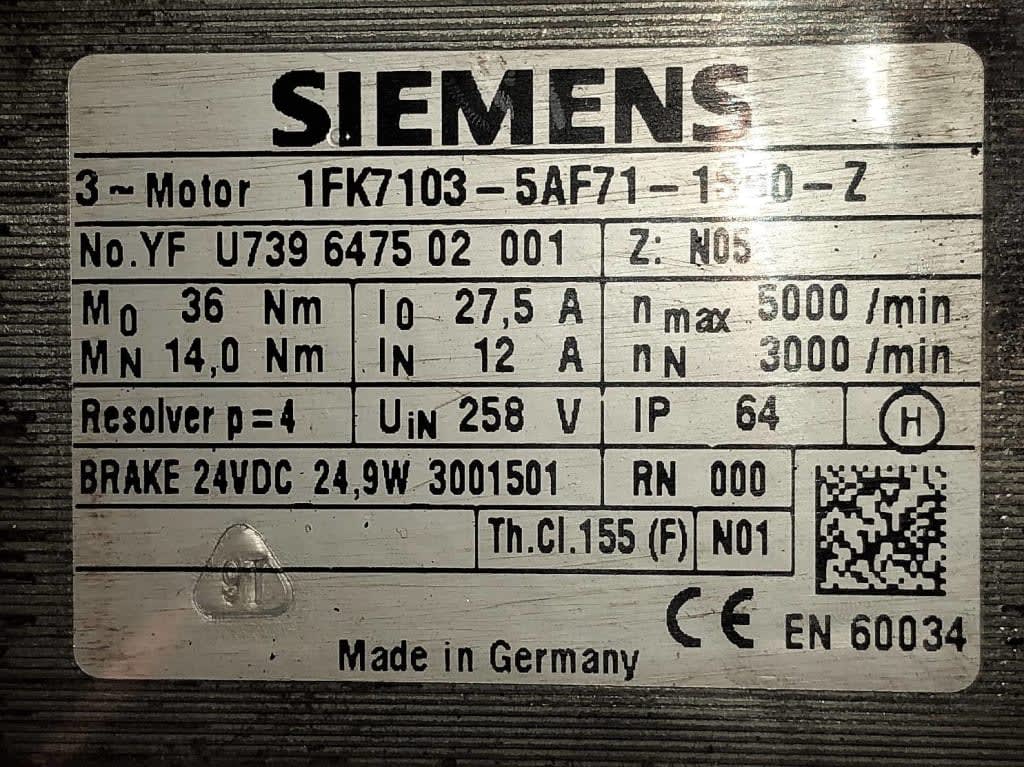 SIEMENS
3~Motor 1FK7103-5AF71-
No.YF U739 6475 02 001 Z: N05
M0 36 Nm I0 27,5 A n max 5000 /min
MN 14,0 Nm IN 12 A nN 3000 /min
Resolver p=4 UiN 258 V IP 64 H
BRAKE 24VDC 24,9W 3001501 RN 000
Th.Cl.155 (F) N01
CE EN 60034
Made in Germany